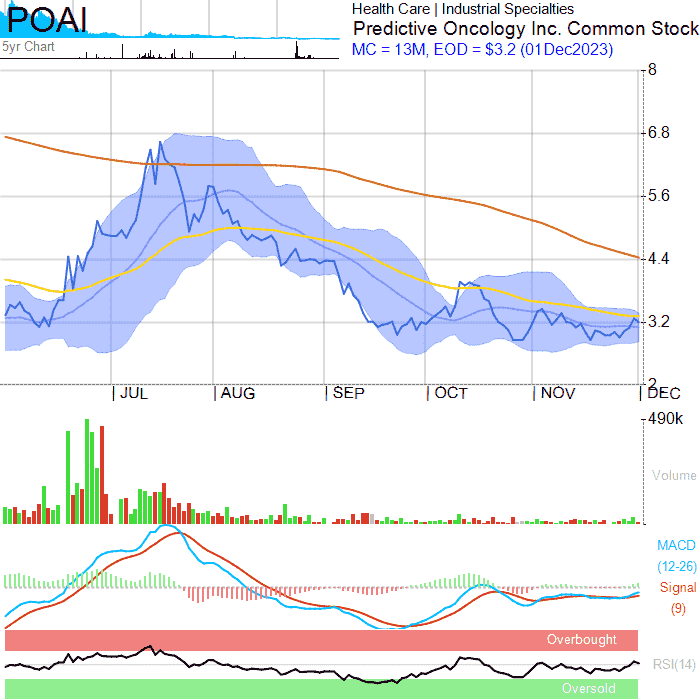 POAI
5yr Chart
Health Care | Industrial Specialties
Predictive Oncology Inc. Common Stock
MC = 13M, EOD = $3.2 (01Dec2023)
8
6.8
5.6
4.4
3.2
2
JUL AUG SEP OCT NOV DEC
490k
Volume
MACD
(12-26)
Signal
(9)
Overbought
RSI(14)
Oversold